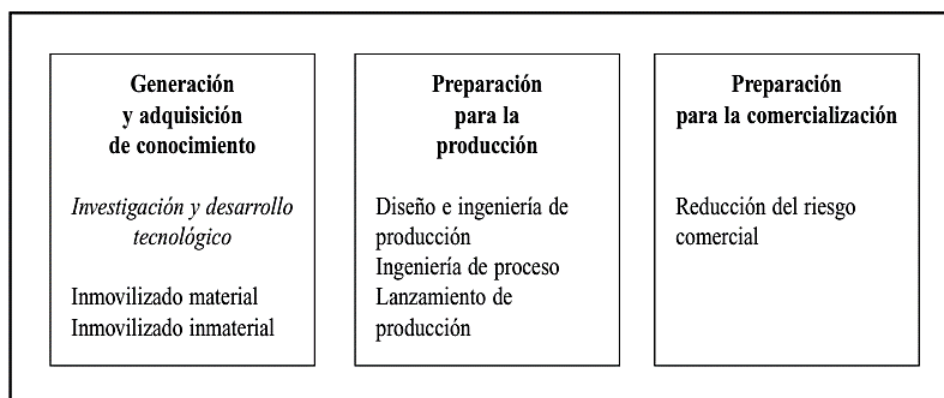 Generación
y adquisición
de conocimiento
Investigación y desarrollo
tecnológico
Inmovilizado material
Inmovilizado inmaterial
Preparación
para la
producción
Diseño e ingeniería de
producción
Ingeniería de proceso
Lanzamiento de
producción
Preparación
para la comercialización
Reducción del riesgo
comercial